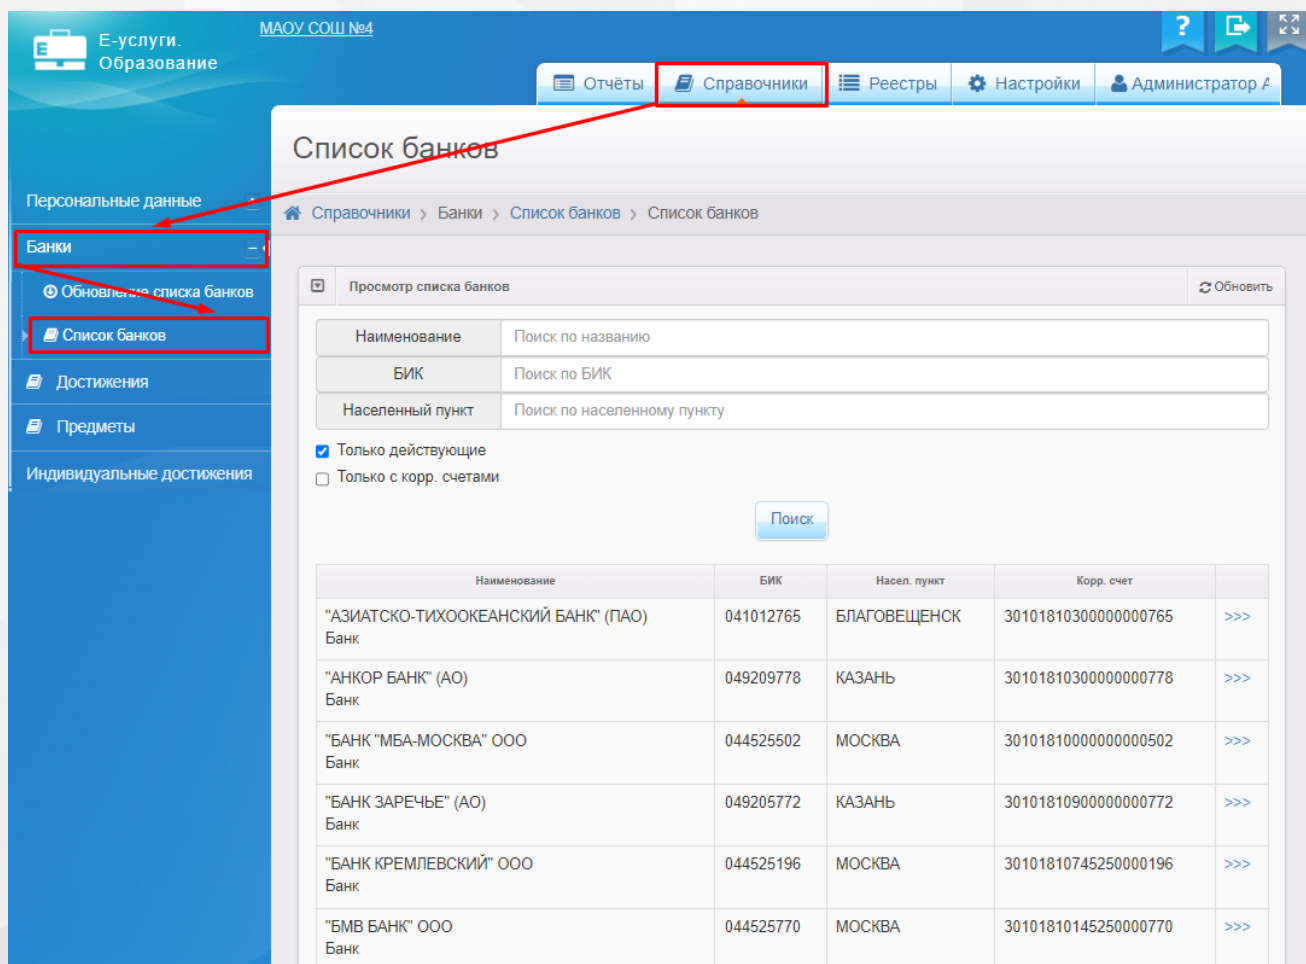 Е-услуги.
Образование
МАОУ СОШ №4
?
Отчёты
Справочники
Реестры
Настройки
Администратор А
Список банков
Персональные данные
Банки
Обновление списка банков
Список банков
Достижения
Предметы
Индивидуальные достижения
Справочники > Банки > Список банков > Список банков
Просмотр списка банков
Обновить
Наименование Поиск по названию
БИК Поиск по БИК
Населенный пункт Поиск по населенному пункту
Только действующие
Только с корр. счетами
Поиск
Наименование БИК Насел. пункт Корр. счет
"АЗИАТСКО-ТИХООКЕАНСКИЙ БАНК" (ПАО) 041012765 БЛАГОВЕЩЕНСК 30101810300000000765 >>>
Банк
"АНКОР БАНК" (АО) 049209778 КАЗАНЬ 30101810300000000778 >>>
Банк
"БАНК "МБА-МОСКВА" ООО 044525502 МОСКВА 30101810000000000502 >>>
Банк
"БАНК ЗАРЕЧЬЕ" (АО) 049205772 КАЗАНЬ 30101810900000000772 >>>
Банк
"БАНК КРЕМЛЕВСКИЙ" ООО 044525196 МОСКВА 30101810745250000196 >>>
Банк
"БМВ БАНК" ООО 044525770 МОСКВА 30101810145250000770 >>>
Банк